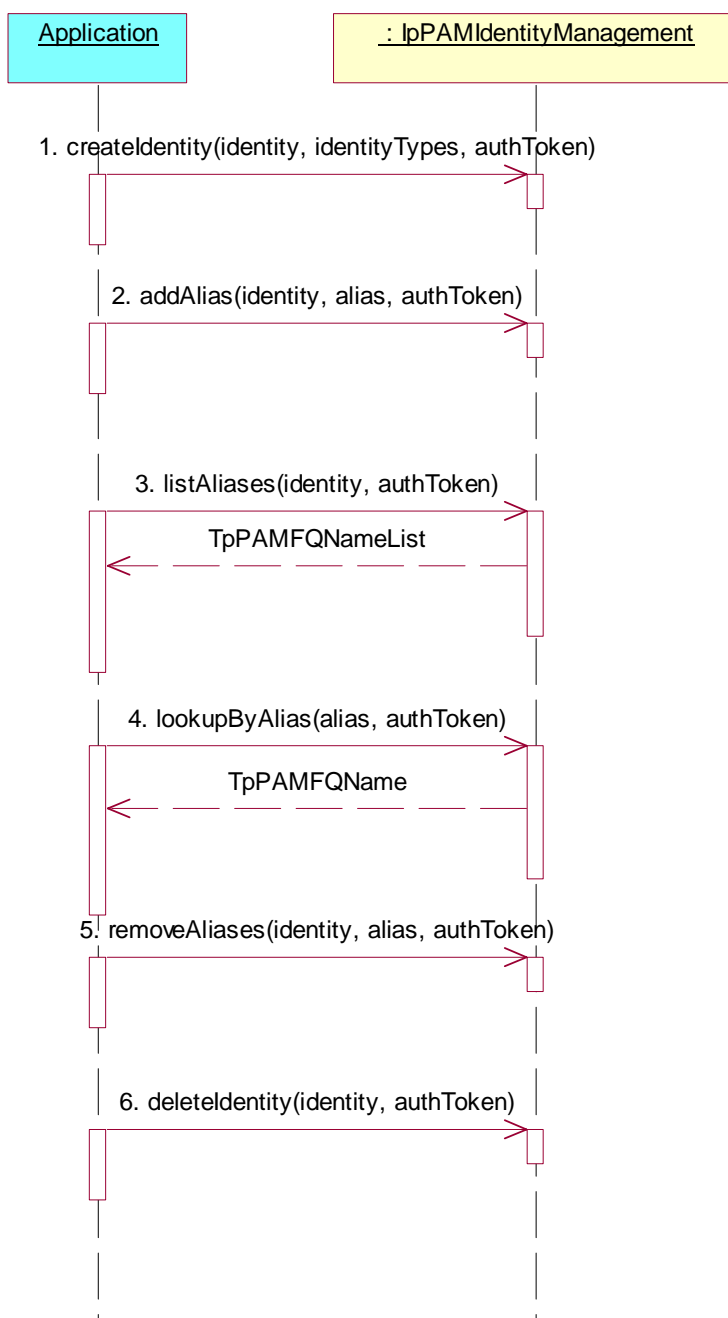 Application
: IpPAMIdentityManagement
1. createIdentity(identity, identityTypes, authToken)
2. addAlias(identity, alias, authToken)
3. listAliases(identity, authToken)
TpPAMFQNameList
4. lookupByAlias(alias, authToken)
TpPAMFQName
5. removeAliases(identity, alias, authToken)
6. deleteIdentity(identity, authToken)